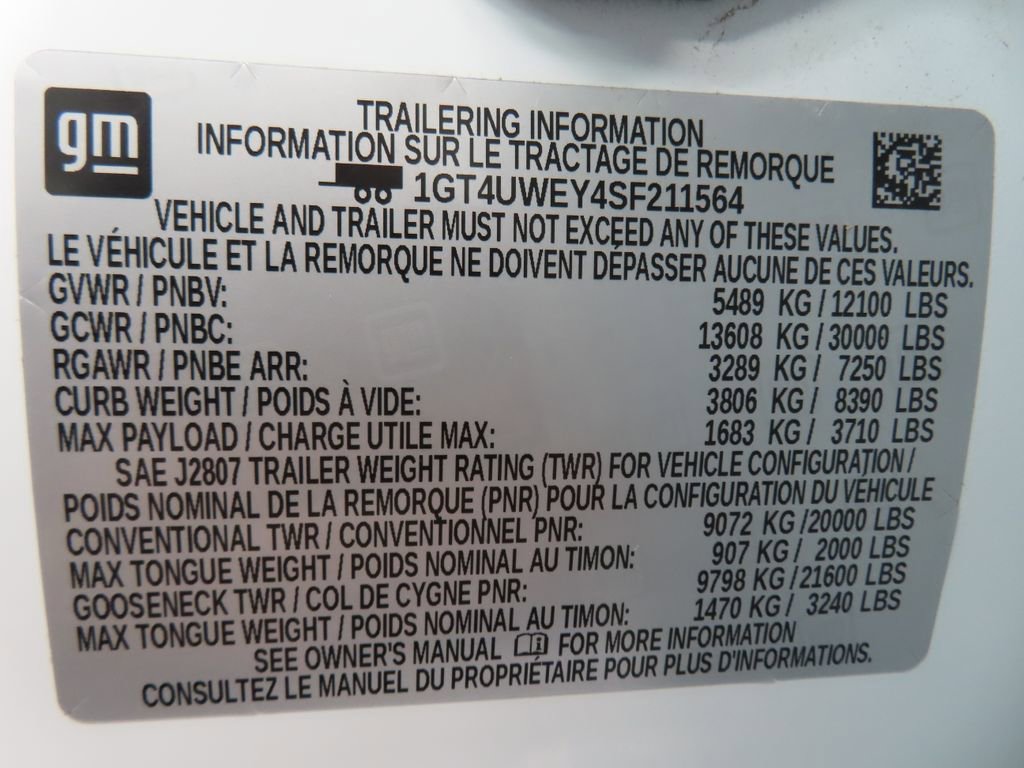 gm
TRAILERING INFORMATION
INFORMATION SUR LE TRACTAGE DE REMORQUE
1GT4UWEY4SF211564
VEHICLE AND TRAILER MUST NOT EXCEED ANY OF THESE VALUES.
LE VÉHICULE ET LA REMORQUE NE DOIVENT DÉPASSER AUCUNE DE CES VALEURS.
GVWR / PNBV: 5489 KG / 12100 LBS
GCWR / PNBC: 13608 KG / 30000 LBS
RGAWR / PNBE ARR: 3289 KG / 7250 LBS
CURB WEIGHT / POIDS À VIDE: 3806 KG / 8390 LBS
MAX PAYLOAD / CHARGE UTILE MAX: 1683 KG / 3710 LBS
SAE J2807 TRAILER WEIGHT RATING (TWR) FOR VEHICLE CONFIGURATION /
POIDS NOMINAL DE LA REMORQUE (PNR) POUR LA CONFIGURATION DU VÉHICULE
CONVENTIONAL TWR / CONVENTIONNEL PNR: 9072 KG /20000 LBS
MAX TONGUE WEIGHT / POIDS NOMINAL AU TIMON: 907 KG / 2000 LBS
GOOSENECK TWR / COL DE CYGNE PNR: 9798 KG /21600 LBS
MAX TONGUE WEIGHT / POIDS NOMINAL AU TIMON: 1470 KG / 3240 LBS
SEE OWNER'S MANUAL FOR MORE INFORMATION
CONSULTEZ LE MANUEL DU PROPRIÉTAIRE POUR PLUS D'INFORMATIONS.